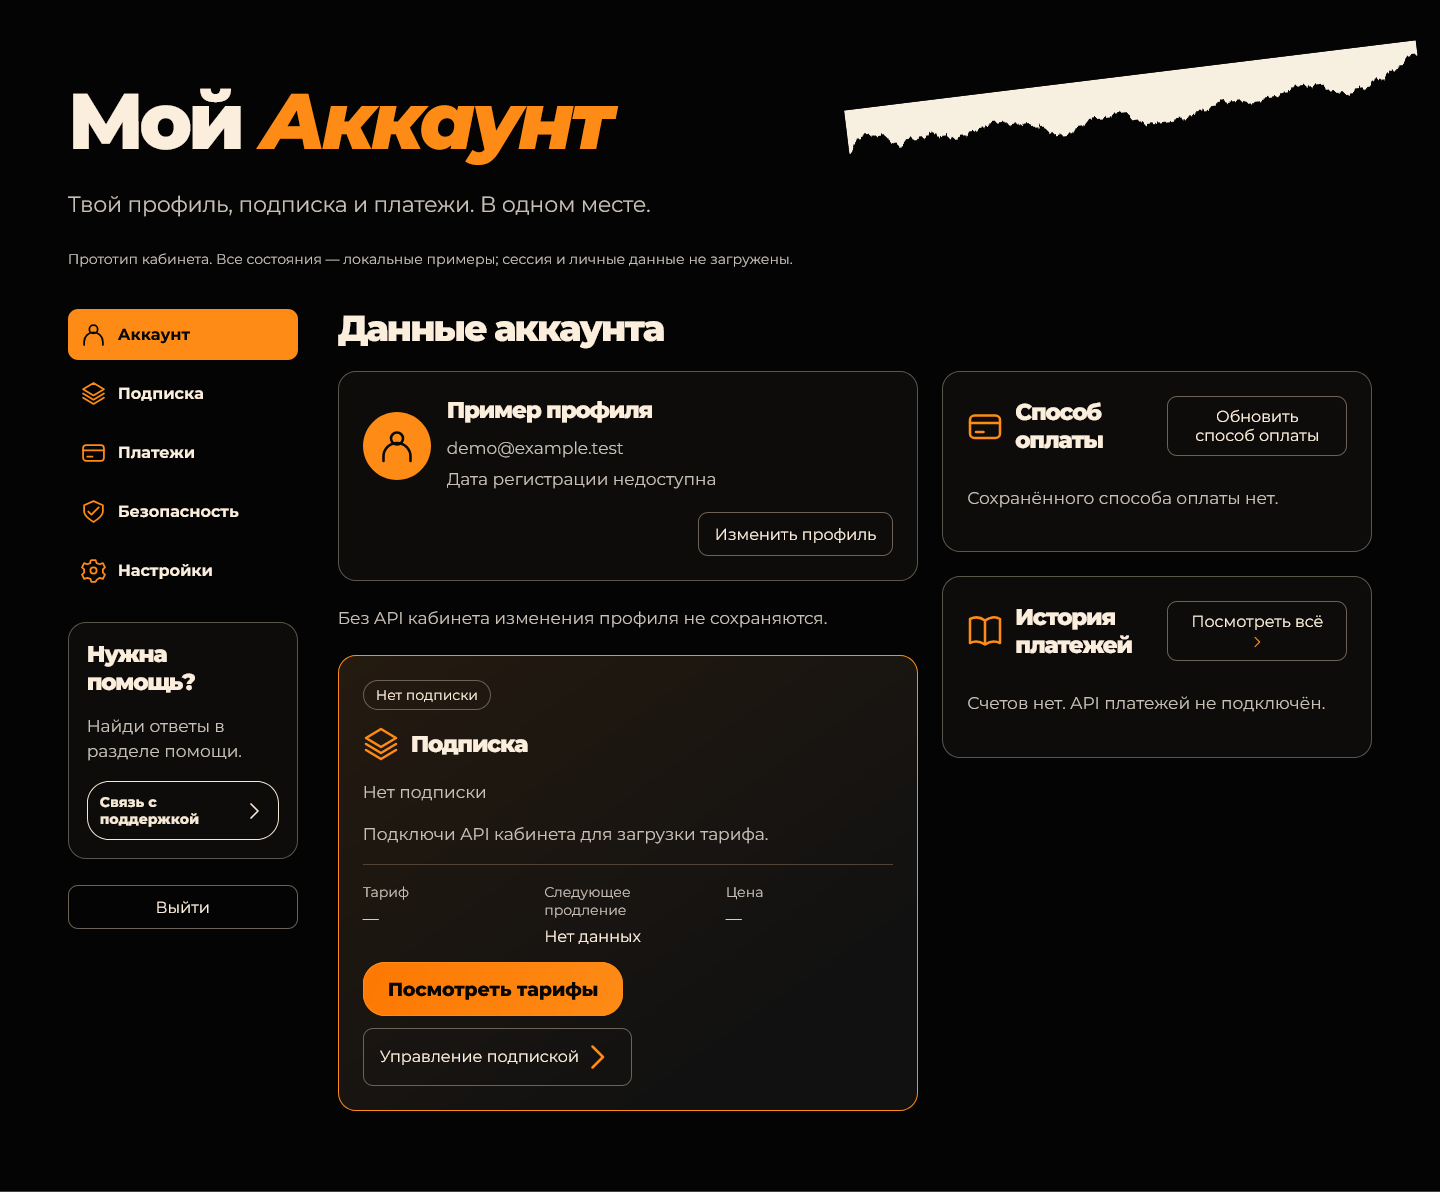 Мой Аккаунт
Твой профиль, подписка и платежи. В одном месте.
Прототип кабинета. Все состояния — локальные примеры; сессия и личные данные не загружены.
Аккаунт
Подписка
Платежи
Безопасность
Настройки
Нужна
помощь?
Найди ответы в
разделе помощи.
Связь с
поддержкой
Выйти
Данные аккаунта
Пример профиля
demo@example.test
Дата регистрации недоступна
Изменить профиль
Без API кабинета изменения профиля не сохраняются.
Нет подписки
Подписка
Нет подписки
Подключи API кабинета для загрузки тарифа.
Тариф
—
Следующее
продление
Нет данных
Цена
—
Посмотреть тарифы
Управление подпиской
Способ
оплаты
Обновить
способ оплаты
Сохранённого способа оплаты нет.
История
платежей
Посмотреть всё
Счетов нет. API платежей не подключён.